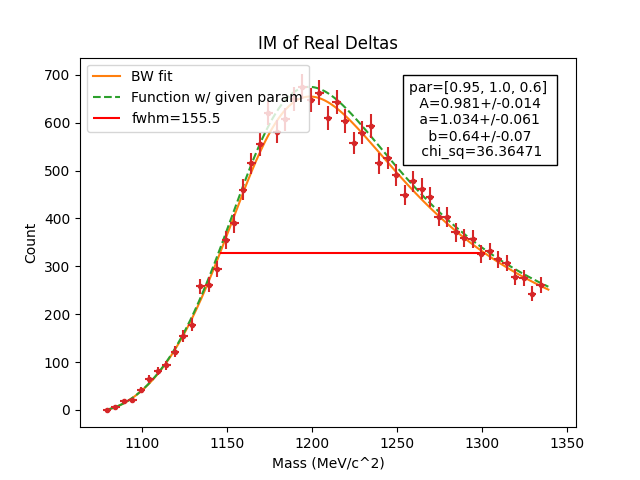 IM of Real Deltas
BW fit
Function w/ given param
fwhm=155.5
par=[0.95, 1.0, 0.6]
A=0.981+/-0.014
a=1.034+/-0.061
b=0.64+/-0.07
chi_sq=36.36471
Count
700
600
500
400
300
200
100
0
1100 1150 1200 1250 1300 1350
Mass (MeV/c^2)